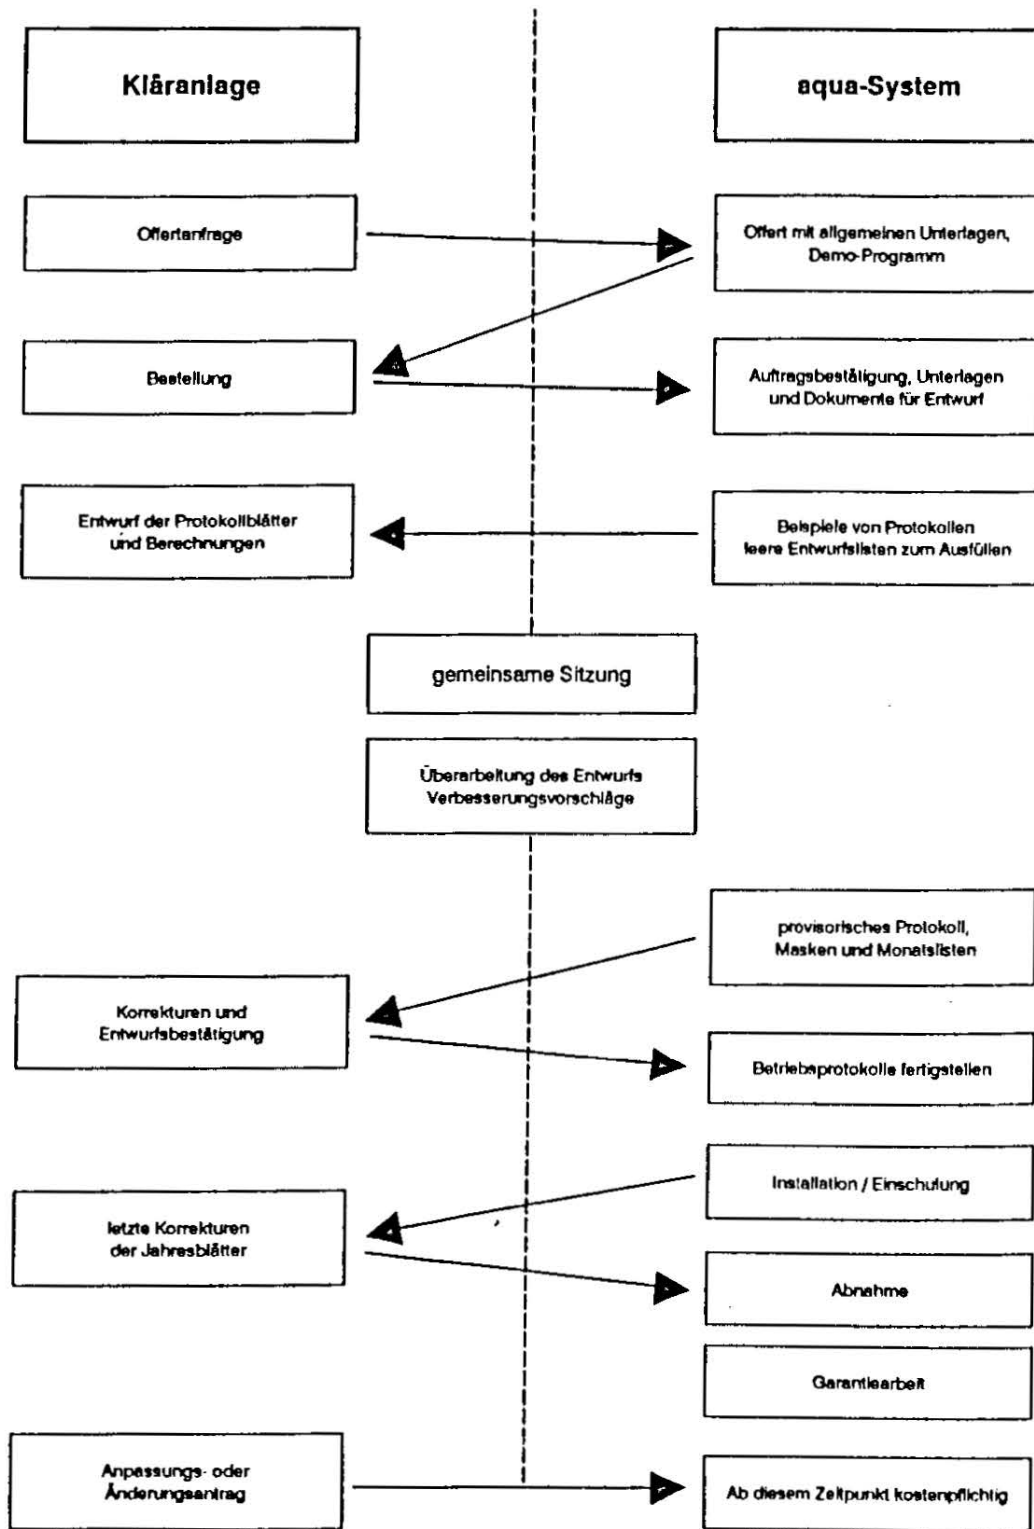 Kläranlage
aqua-System
Offertanfrage
Offert mit allgemeinen Unterlagen,
Demo-Programm
Bestellung
Auftragsbestätigung, Unterlagen
und Dokumente für Entwurf
Entwurf der Protokollblätter
und Berechnungen
Beispiele von Protokollen
leere Entwurfslisten zum Ausfüllen
gemeinsame Sitzung
Überarbeitung des Entwurfs
Verbesserungsvorschläge
provisorisches Protokoll,
Masken und Monatslisten
Korrekturen und
Entwurfsbestätigung
Betriebsprotokolle fertigstellen
Installation / Einschulung
letzte Korrekturen
der Jahresblätter
Abnahme
Garantiearbeit
Anpassungs- oder
Änderungsantrag
Ab diesem Zeitpunkt kostenpflichtig